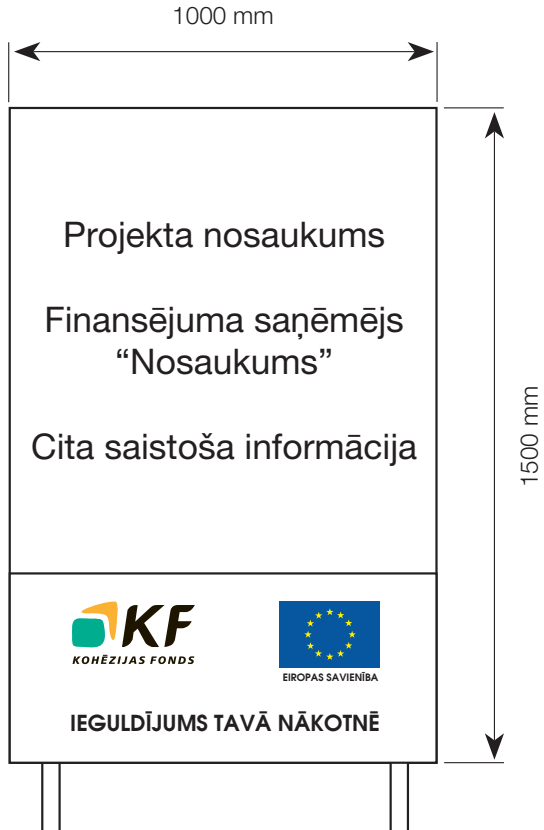 1000 mm
Projekta nosaukums
Finansējuma saņēmējs
“Nosaukums”
Cita saistoša informācija
1500 mm
KF
KOHĒZIJAS FONDS
EIROPAS SAVIENĪBA
IEGULDĪJUMS TAVĀ NĀKOTNĒ